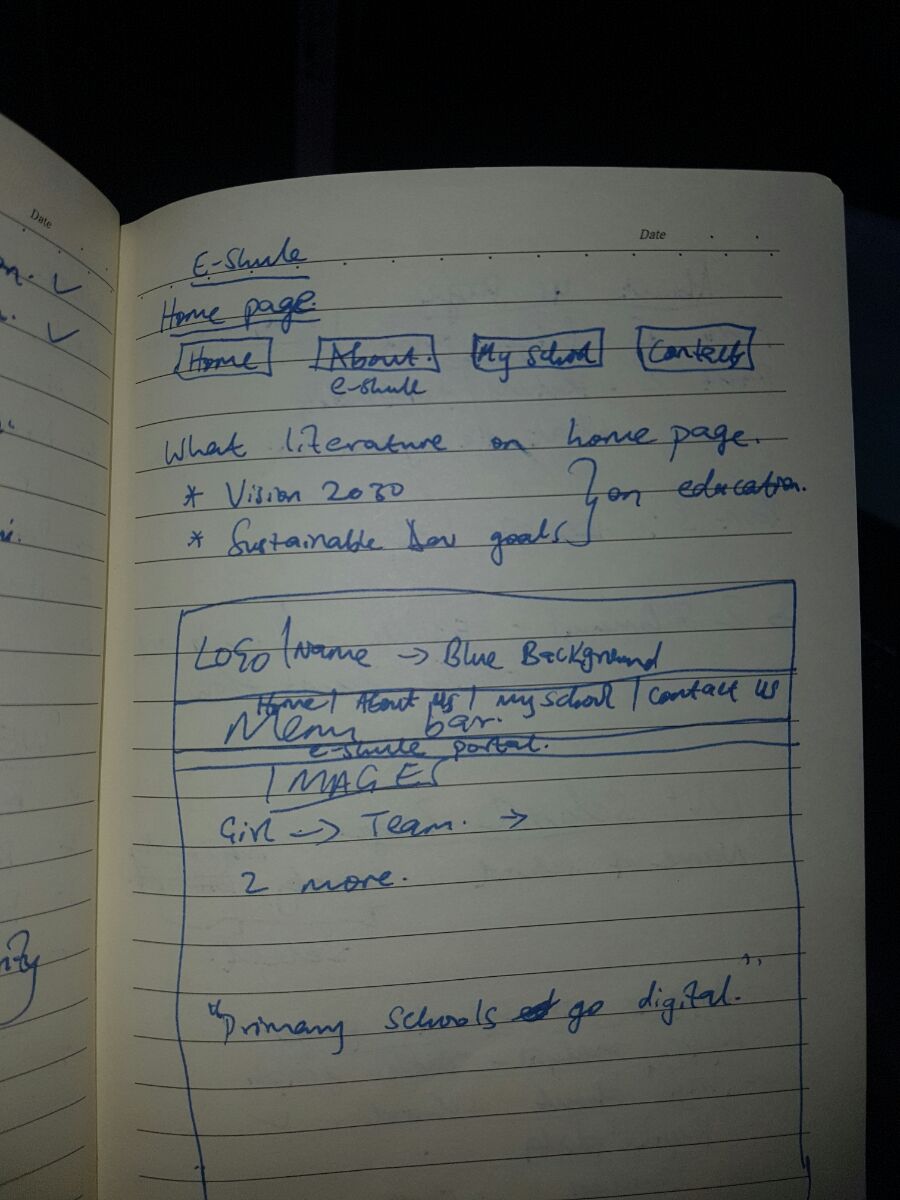 Date
Date
E-Shule
Home page.
Home About. My School Contacts
e-shule
What literature on home page.
* Vision 2030
* Sustainable Dev goals } on education.
LOGO | Name → Blue Background
Home | About Us | My School | Contact Us
Menu bar.
e-shule portal.
IMAGES
Girl → Team. →
2 more.
"Primary schools go digital."